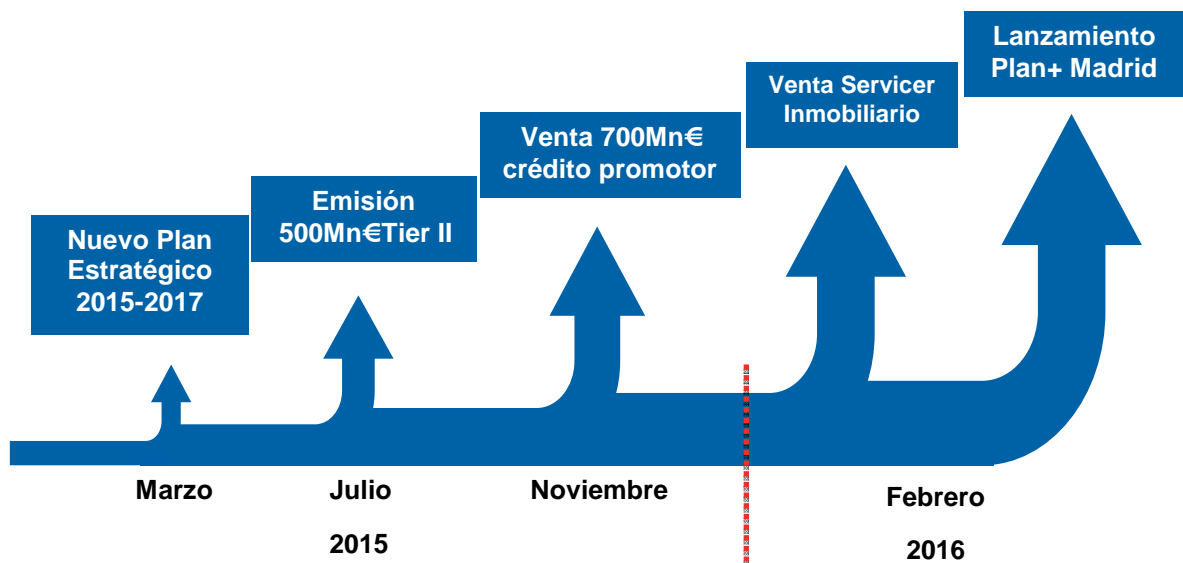 Nuevo Plan
Estratégico
2015-2017
Emisión
500Mn€Tier II
Venta 700Mn€
crédito promotor
Venta Servicer
Inmobiliario
Lanzamiento
Plan+ Madrid
Marzo
Julio
Noviembre
Febrero
2015
2016